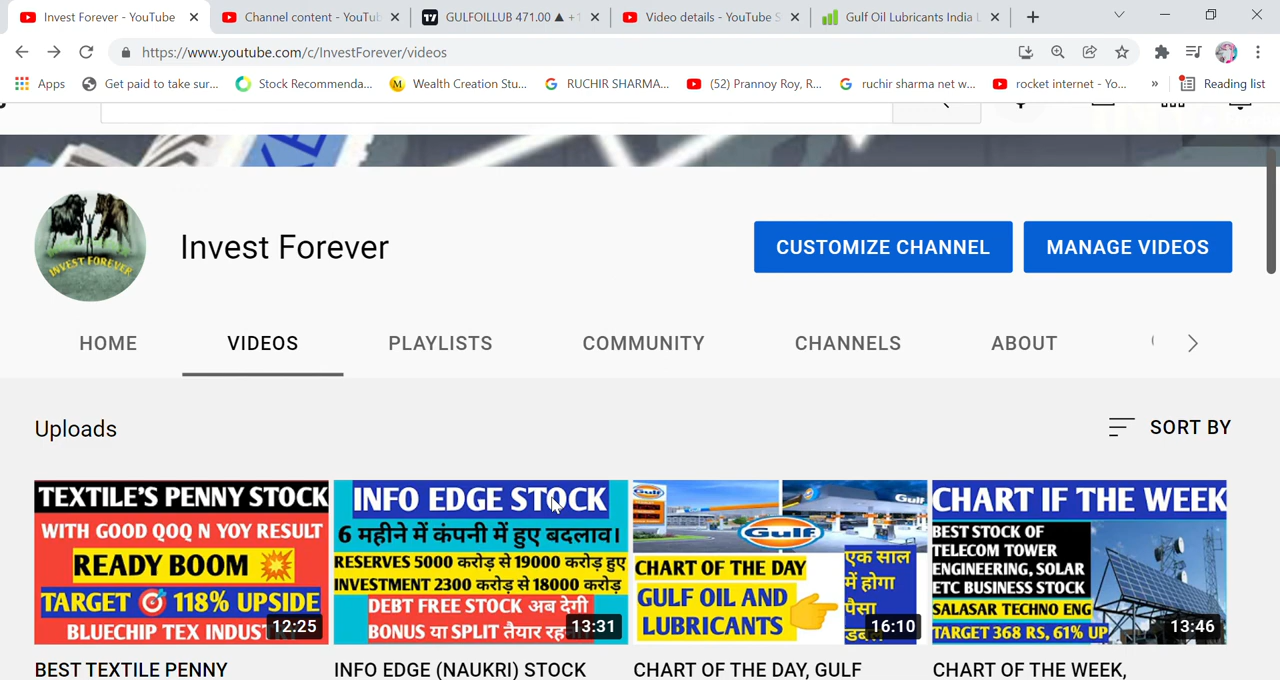 Invest Forever - YouTube
Channel content - YouTu
GULFOILLUB 471.00 ▲ +1
Video details - YouTube S
Gulf Oil Lubricants India L
https://www.youtube.com/c/InvestForever/videos
Apps
Get paid to take sur...
Stock Recommenda...
Wealth Creation Stu...
RUCHIR SHARMA...
(52) Prannoy Roy, R...
ruchir sharma net w...
rocket internet - Yo...
»
Reading list
INVEST FOREVER
Invest Forever
CUSTOMIZE CHANNEL
MANAGE VIDEOS
HOME
VIDEOS
PLAYLISTS
COMMUNITY
CHANNELS
ABOUT
Uploads
SORT BY
TEXTILE'S PENNY STOCK
WITH GOOD QOQ N YOY RESULT
READY BOOM
TARGET 118% UPSIDE
BLUECHIP TEX
12:25
BEST TEXTILE PENNY
INFO EDGE STOCK
6 महीने में कंपनी में हुए बदलाव।
RESERVES 5000 करोड़ से 19000 करोड़ हुए
INVESTMENT 2300 करोड़ से 18000 करोड़
DEBT FREE STOCK अब देगी
BONUS या SPLIT तैयार
13:31
INFO EDGE (NAUKRI) STOCK
Gulf
Gulf
Gulf
CHART OF THE DAY
GULF OIL AND
LUBRICANTS
एक साल
में होगा
पैसा
16:10
CHART OF THE DAY, GULF
CHART IF THE WEEK
BEST STOCK OF
TELECOM TOWER
ENGINEERING, SOLAR
ETC BUSINESS STOCK
SALASAR TECHNO ENG
TARGET 368 RS, 61% UP
13:46
CHART OF THE WEEK,